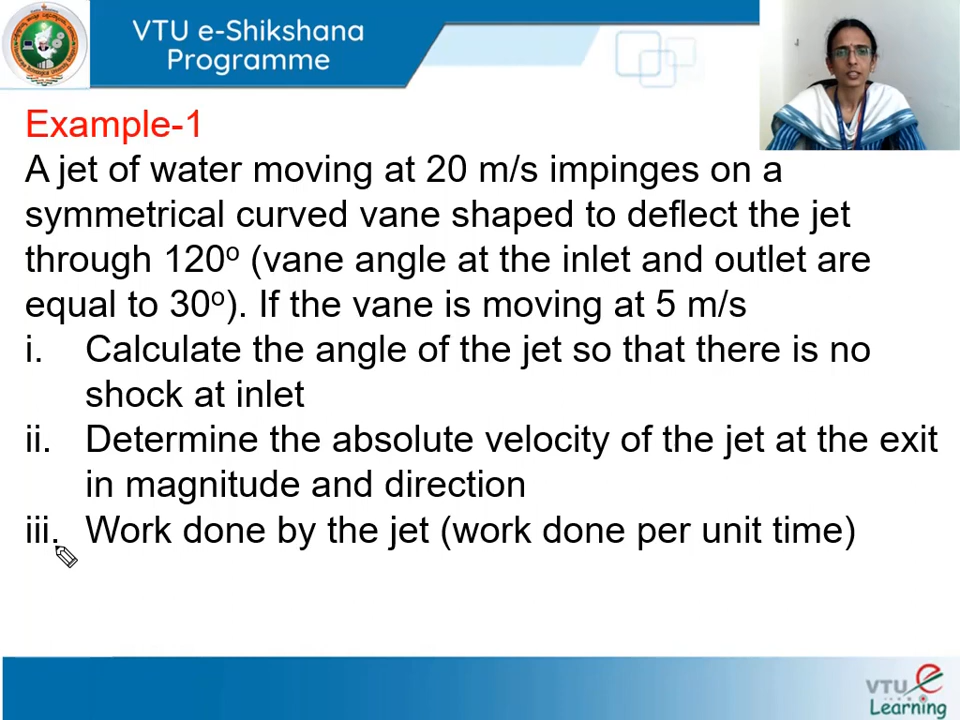 VTU e-Shikshana
Programme
Example-1
A jet of water moving at 20 m/s impinges on a
symmetrical curved vane shaped to deflect the jet
through 120º (vane angle at the inlet and outlet are
equal to 30º). If the vane is moving at 5 m/s
i. Calculate the angle of the jet so that there is no
shock at inlet
ii. Determine the absolute velocity of the jet at the exit
in magnitude and direction
iii. Work done by the jet (work done per unit time)
VTU e
Learning